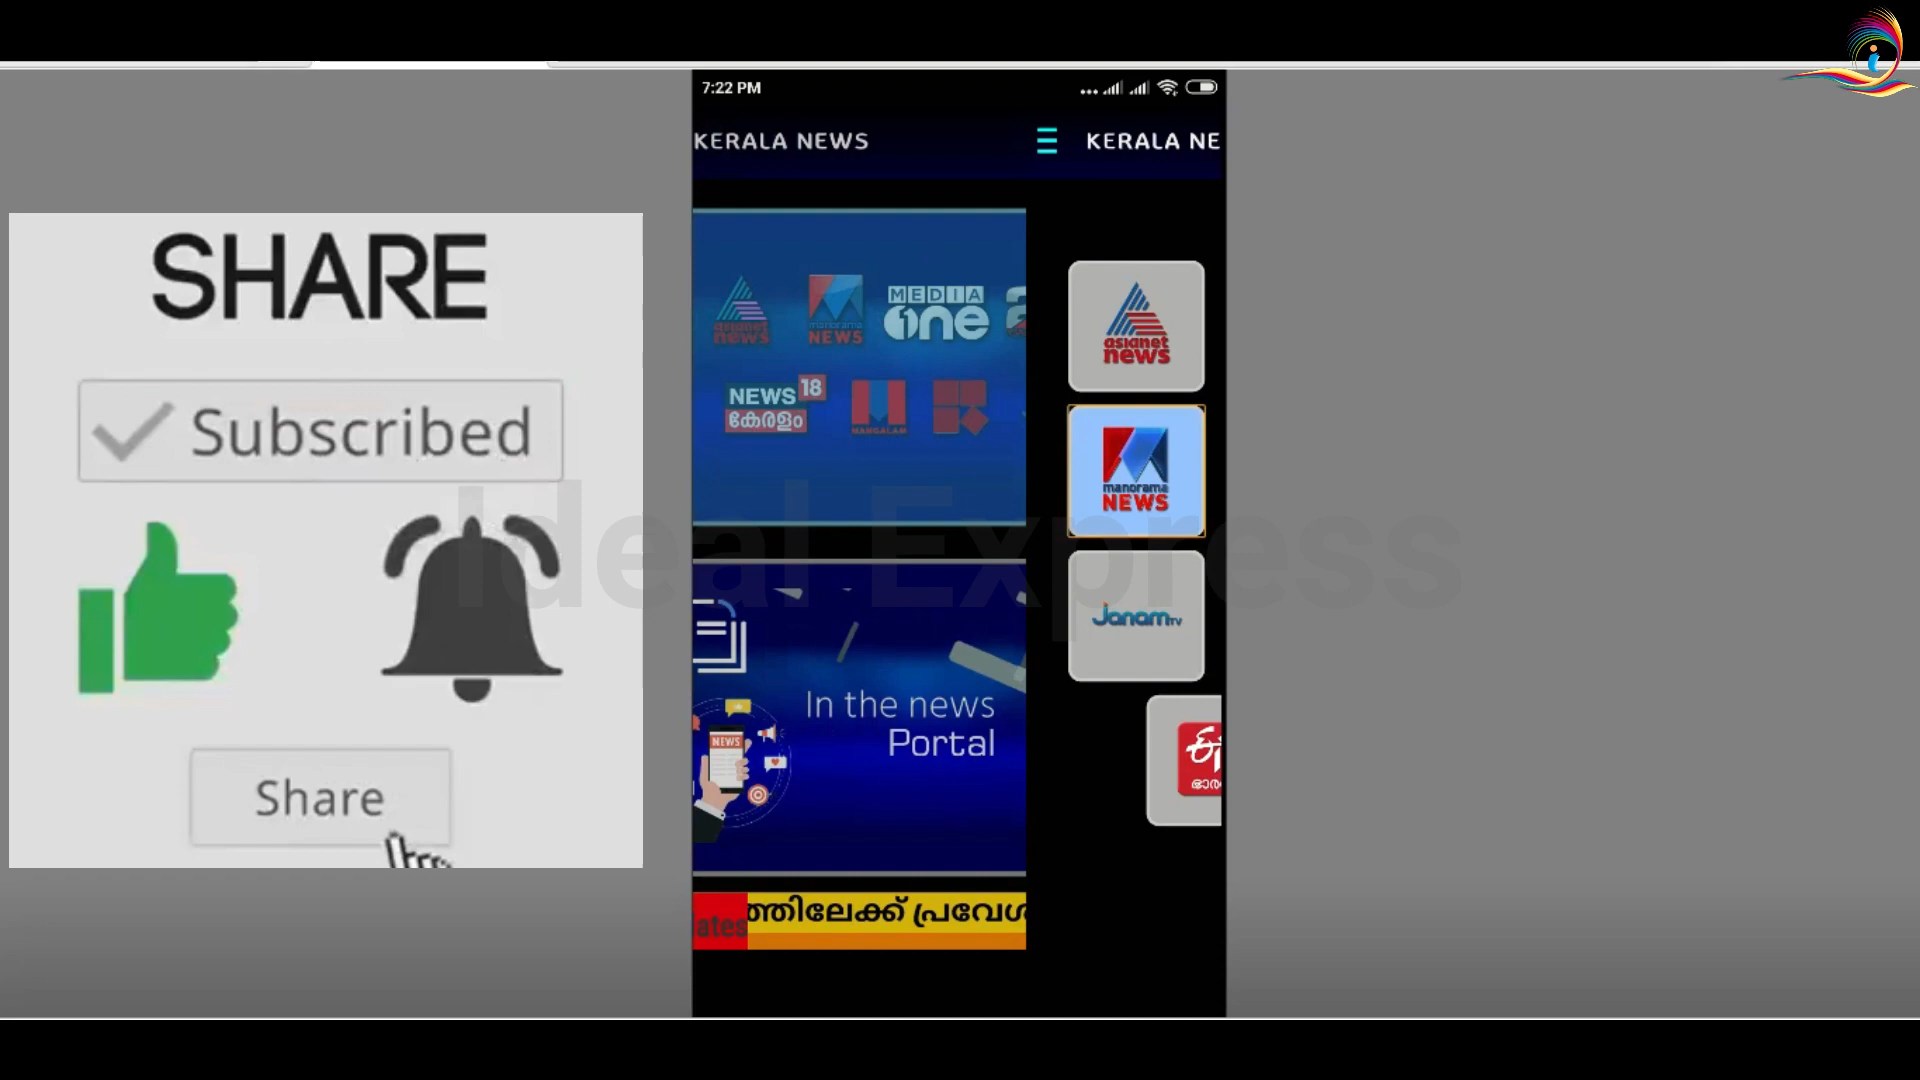 7:22 PM
KERALA NEWS
KERALA NE
SHARE
Subscribed
Share
asianet
news
manorama
NEWS
MEDIA
one
NEWS 18
കേരളം
MANGALAM
asianet
news
manorama
NEWS
Janam TV
In the news
Portal
NEWS
ഭാര
ates
ത്തിലേക്ക് പ്രവേശ
Ideal Express